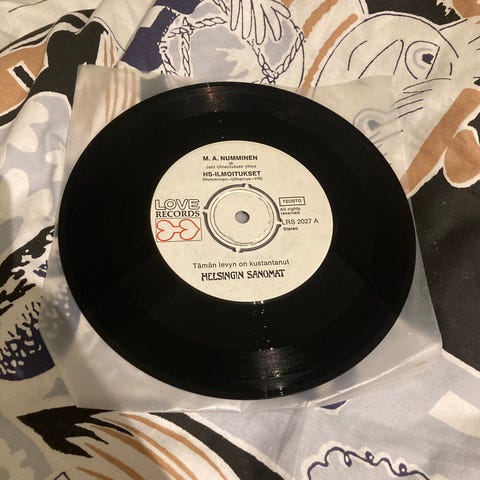 M. A. NUMMINEN
ja
Jani Uhleniuksen yhtye
HS-ILMOITUKSET
(Numminen—Uhlenius—HS)
LOVE
RECORDS
TEOSTO
All rights
reserved
LRS 2027 A
Stereo
Tämän levyn on kustantanut
HELSINGIN SANOMAT